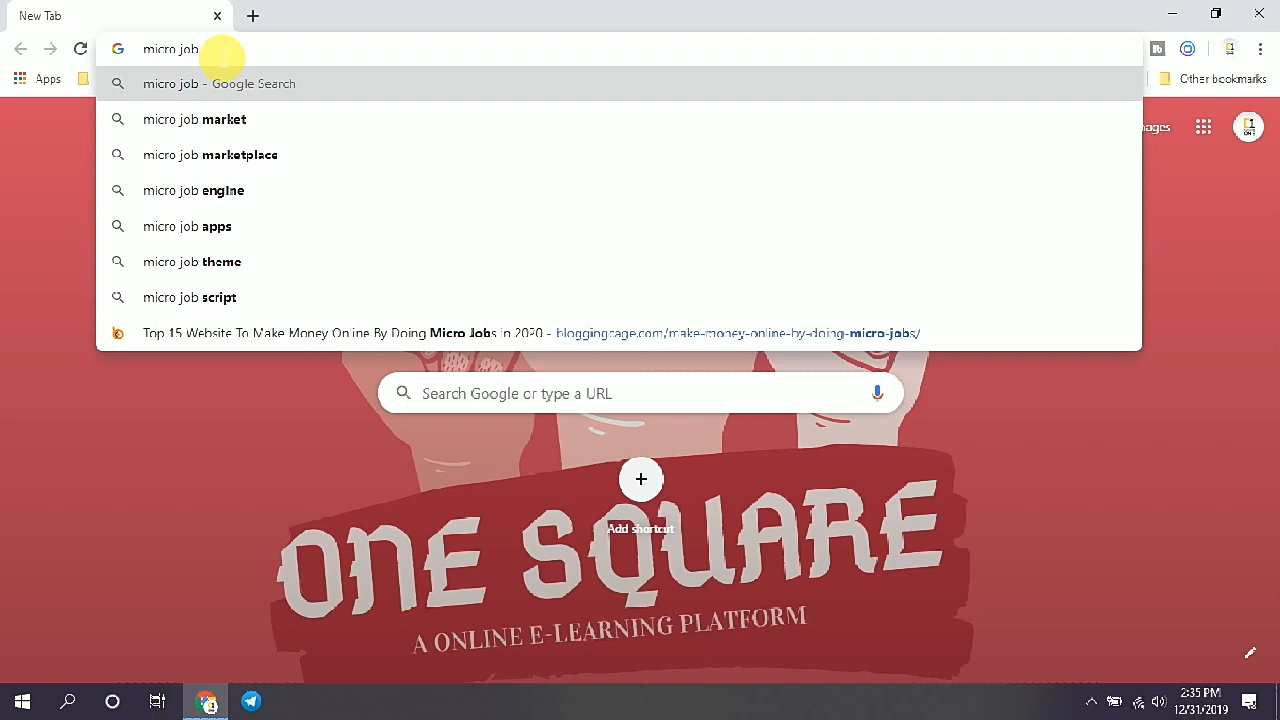 New Tab
micro job
Apps
micro job - Google Search
Other bookmarks
micro job market
ages
micro job marketplace
micro job engine
micro job apps
micro job theme
micro job script
Top 15 Website To Make Money Online By Doing Micro Jobs in 2020 - bloggingcage.com/make-money-online-by-doing-micro-jobs/
Search Google or type a URL
Add shortcut
ONE SQUARE
A ONLINE E-LEARNING PLATFORM
2:35 PM
12/31/2019